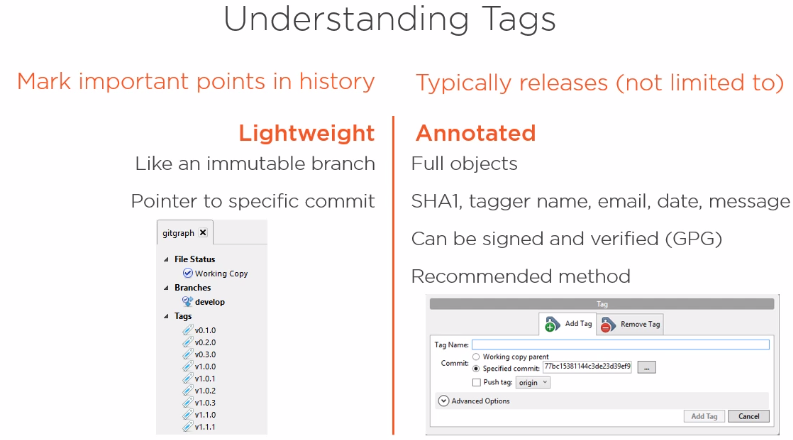 Understanding Tags
Mark important points in history
Typically releases (not limited to)
Lightweight
Like an immutable branch
Pointer to specific commit
gitgraph
File Status
Working Copy
Branches
develop
Tags
v0.1.0
v0.2.0
v0.3.0
v1.0.0
v1.0.1
v1.0.2
v1.0.3
v1.1.0
v1.1.1
Annotated
Full objects
SHA1, tagger name, email, date, message
Can be signed and verified (GPG)
Recommended method
Tag
Add Tag
Remove Tag
Tag Name:
Commit: Working copy parent
Specified commit: 77bc15381144c3de23d39ef9 ...
Push tag: origin
Advanced Options
Add Tag Cancel